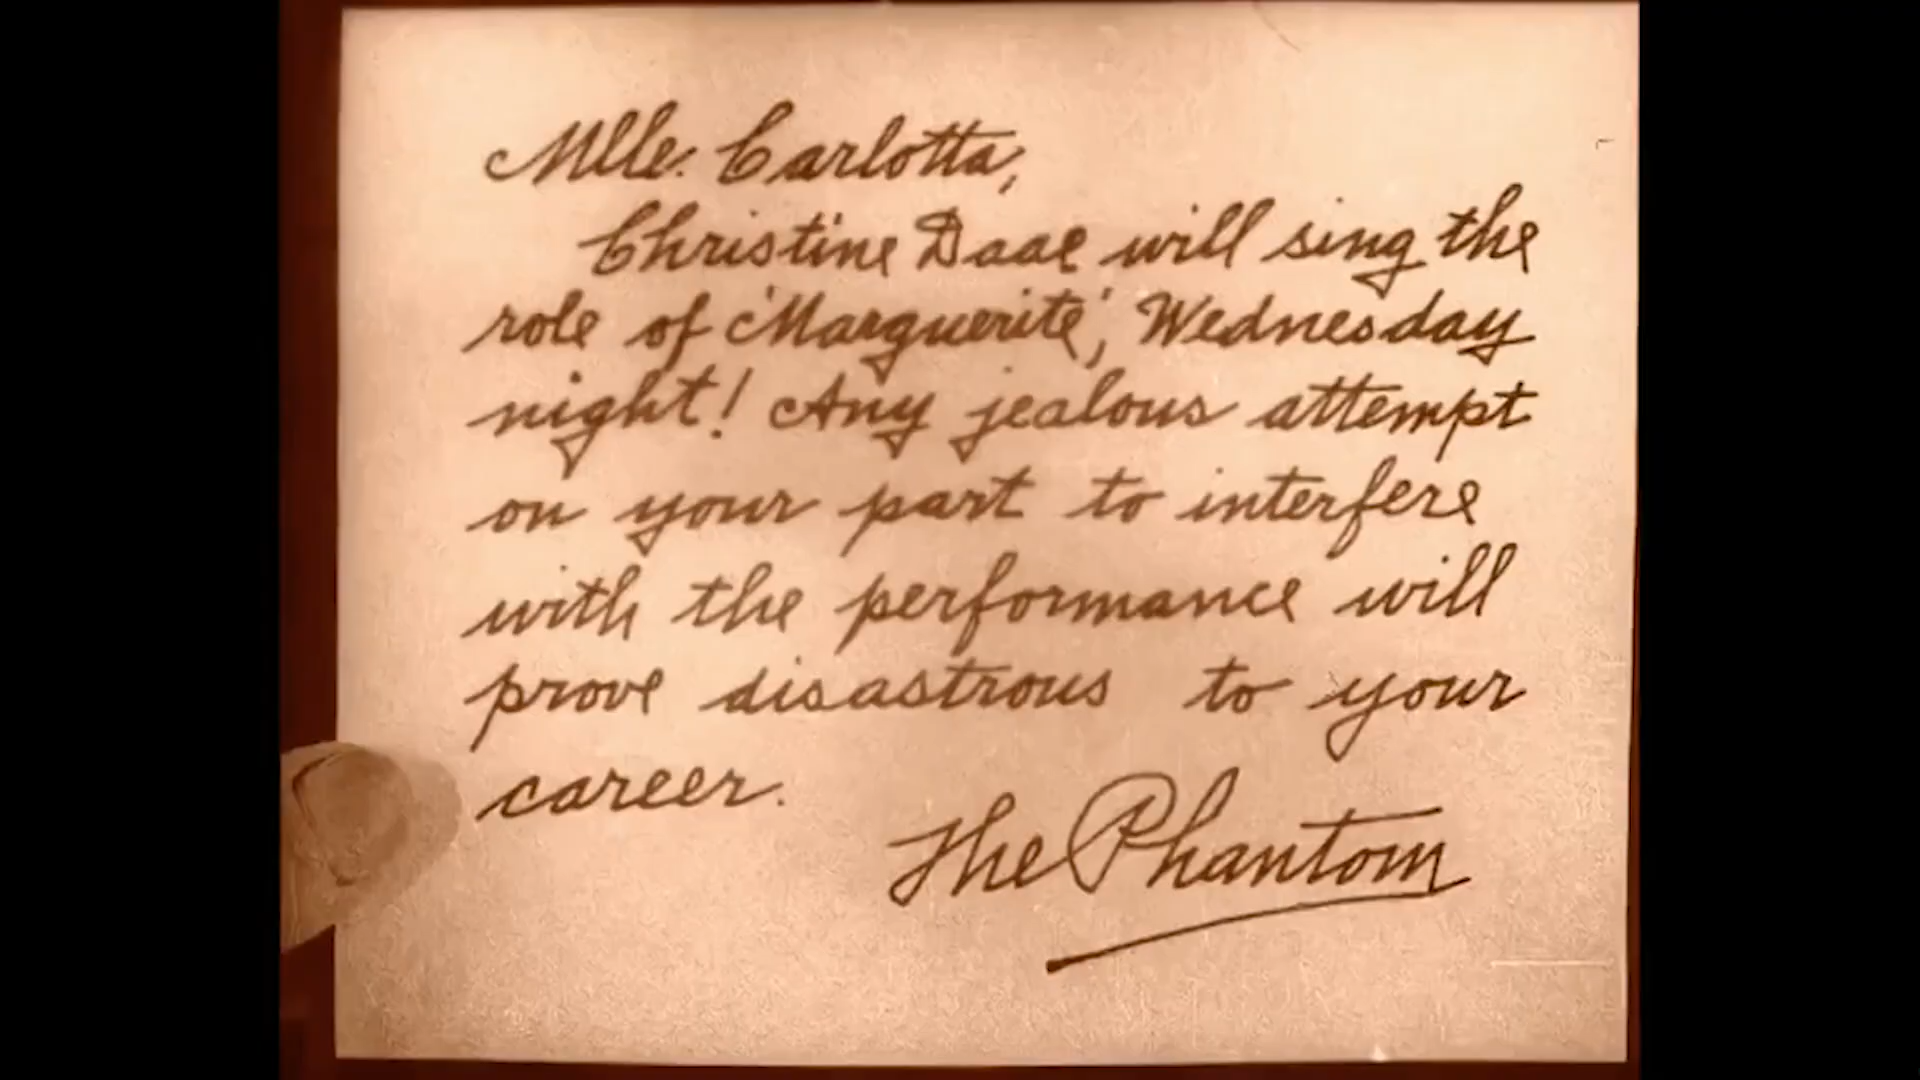 Mlle. Carlotta,
Christine Daae will sing the
role of 'Marguerite', Wednesday
night! Any jealous attempt
on your part to interfere
with the performance will
prove disastrous to your
career.
The Phantom